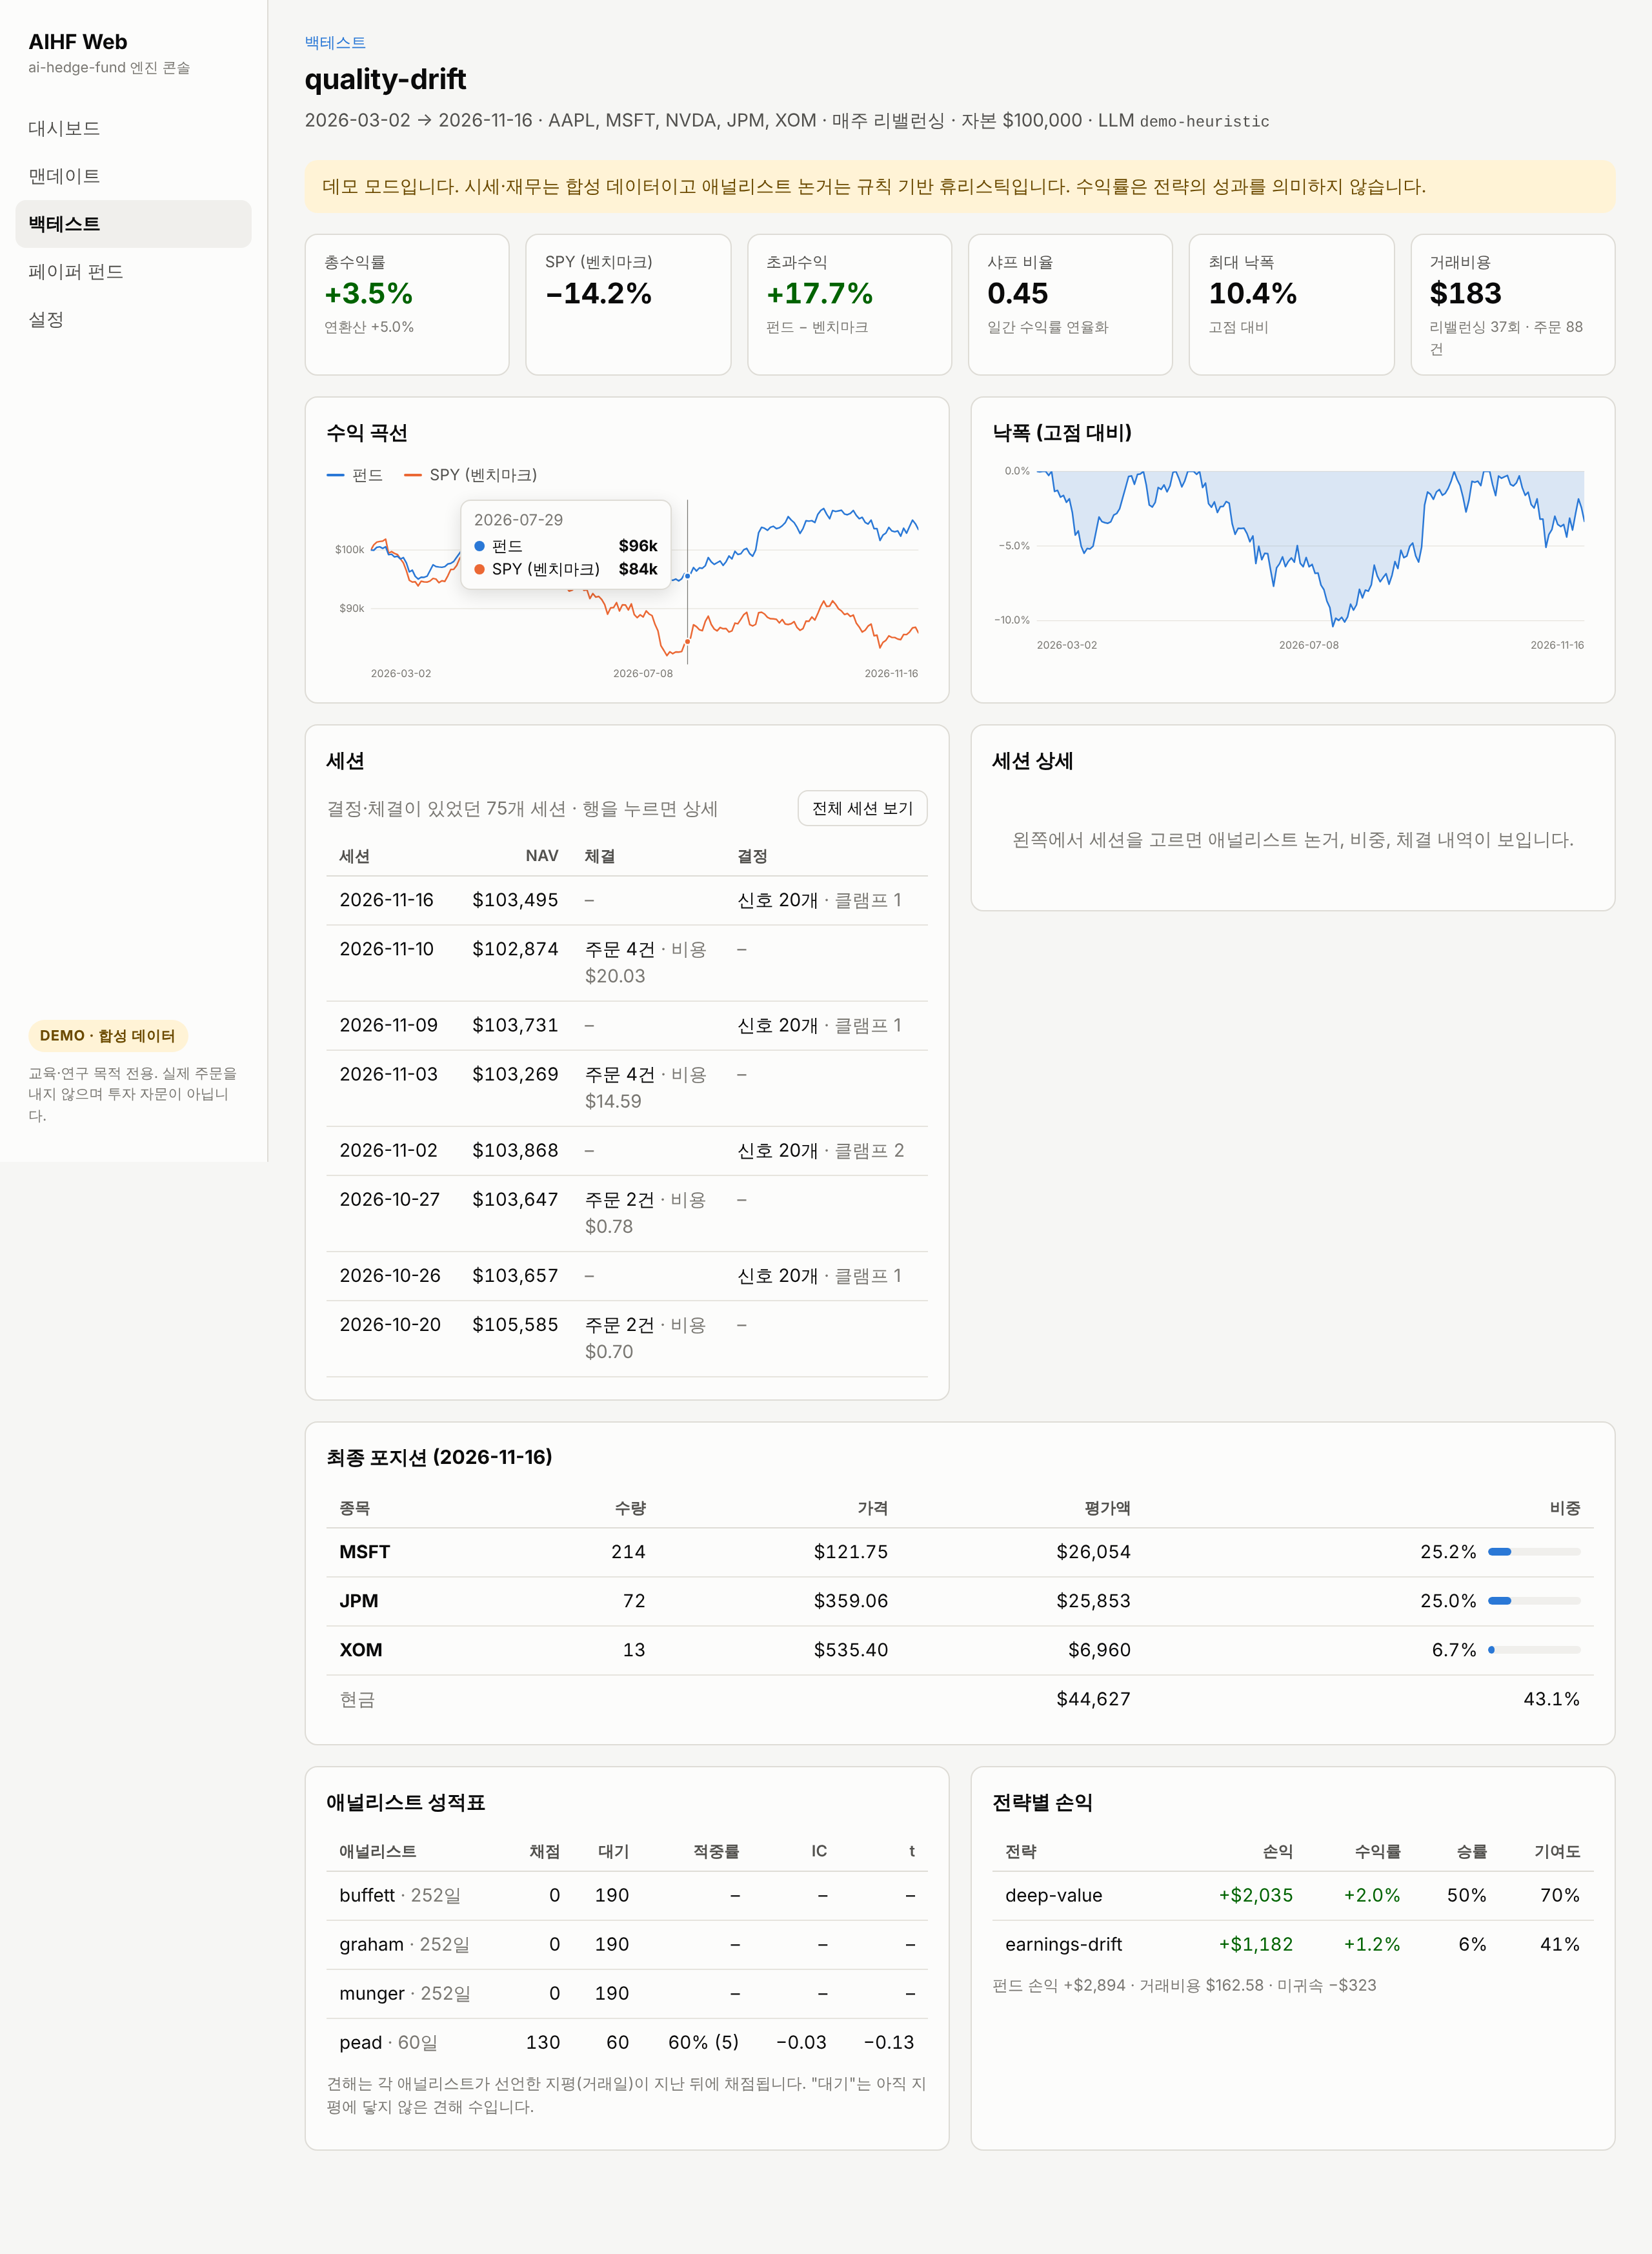 AIHF Web
ai-hedge-fund 엔진 콘솔
대시보드
맨데이트
백테스트
페이퍼 펀드
설정
DEMO · 합성 데이터
교육·연구 목적 전용. 실제 주문을
내지 않으며 투자 자문이 아닙니
다.
백테스트
quality-drift
2026-03-02 → 2026-11-16 · AAPL, MSFT, NVDA, JPM, XOM · 매주 리밸런싱 · 자본 $100,000 · LLM demo-heuristic
데모 모드입니다. 시세·재무는 합성 데이터이고 애널리스트 논거는 규칙 기반 휴리스틱입니다. 수익률은 전략의 성과를 의미하지 않습니다.
총수익률
+3.5%
연환산 +5.0%
SPY (벤치마크)
−14.2%
초과수익
+17.7%
펀드 − 벤치마크
샤프 비율
0.45
일간 수익률 연율화
최대 낙폭
10.4%
고점 대비
거래비용
$183
리밸런싱 37회 · 주문 88
건
수익 곡선
펀드 SPY (벤치마크)
2026-07-29
펀드 $96k
SPY (벤치마크) $84k
$100k
$90k
2026-03-02 2026-07-08 2026-11-16
낙폭 (고점 대비)
0.0%
−5.0%
−10.0%
2026-03-02 2026-07-08 2026-11-16
세션
결정·체결이 있었던 75개 세션 · 행을 누르면 상세 전체 세션 보기
세션 NAV 체결 결정
2026-11-16 $103,495 – 신호 20개 · 클램프 1
2026-11-10 $102,874 주문 4건 · 비용 –
$20.03
2026-11-09 $103,731 – 신호 20개 · 클램프 1
2026-11-03 $103,269 주문 4건 · 비용 –
$14.59
2026-11-02 $103,868 – 신호 20개 · 클램프 2
2026-10-27 $103,647 주문 2건 · 비용 –
$0.78
2026-10-26 $103,657 – 신호 20개 · 클램프 1
2026-10-20 $105,585 주문 2건 · 비용 –
$0.70
세션 상세
왼쪽에서 세션을 고르면 애널리스트 논거, 비중, 체결 내역이 보입니다.
최종 포지션 (2026-11-16)
종목 수량 가격 평가액 비중
MSFT 214 $121.75 $26,054 25.2%
JPM 72 $359.06 $25,853 25.0%
XOM 13 $535.40 $6,960 6.7%
현금 $44,627 43.1%
애널리스트 성적표
애널리스트 채점 대기 적중률 IC t
buffett · 252일 0 190 – – –
graham · 252일 0 190 – – –
munger · 252일 0 190 – – –
pead · 60일 130 60 60% (5) −0.03 −0.13
견해는 각 애널리스트가 선언한 지평(거래일)이 지난 뒤에 채점됩니다. "대기"는 아직 지
평에 닿지 않은 견해 수입니다.
전략별 손익
전략 손익 수익률 승률 기여도
deep-value +$2,035 +2.0% 50% 70%
earnings-drift +$1,182 +1.2% 6% 41%
펀드 손익 +$2,894 · 거래비용 $162.58 · 미귀속 −$323